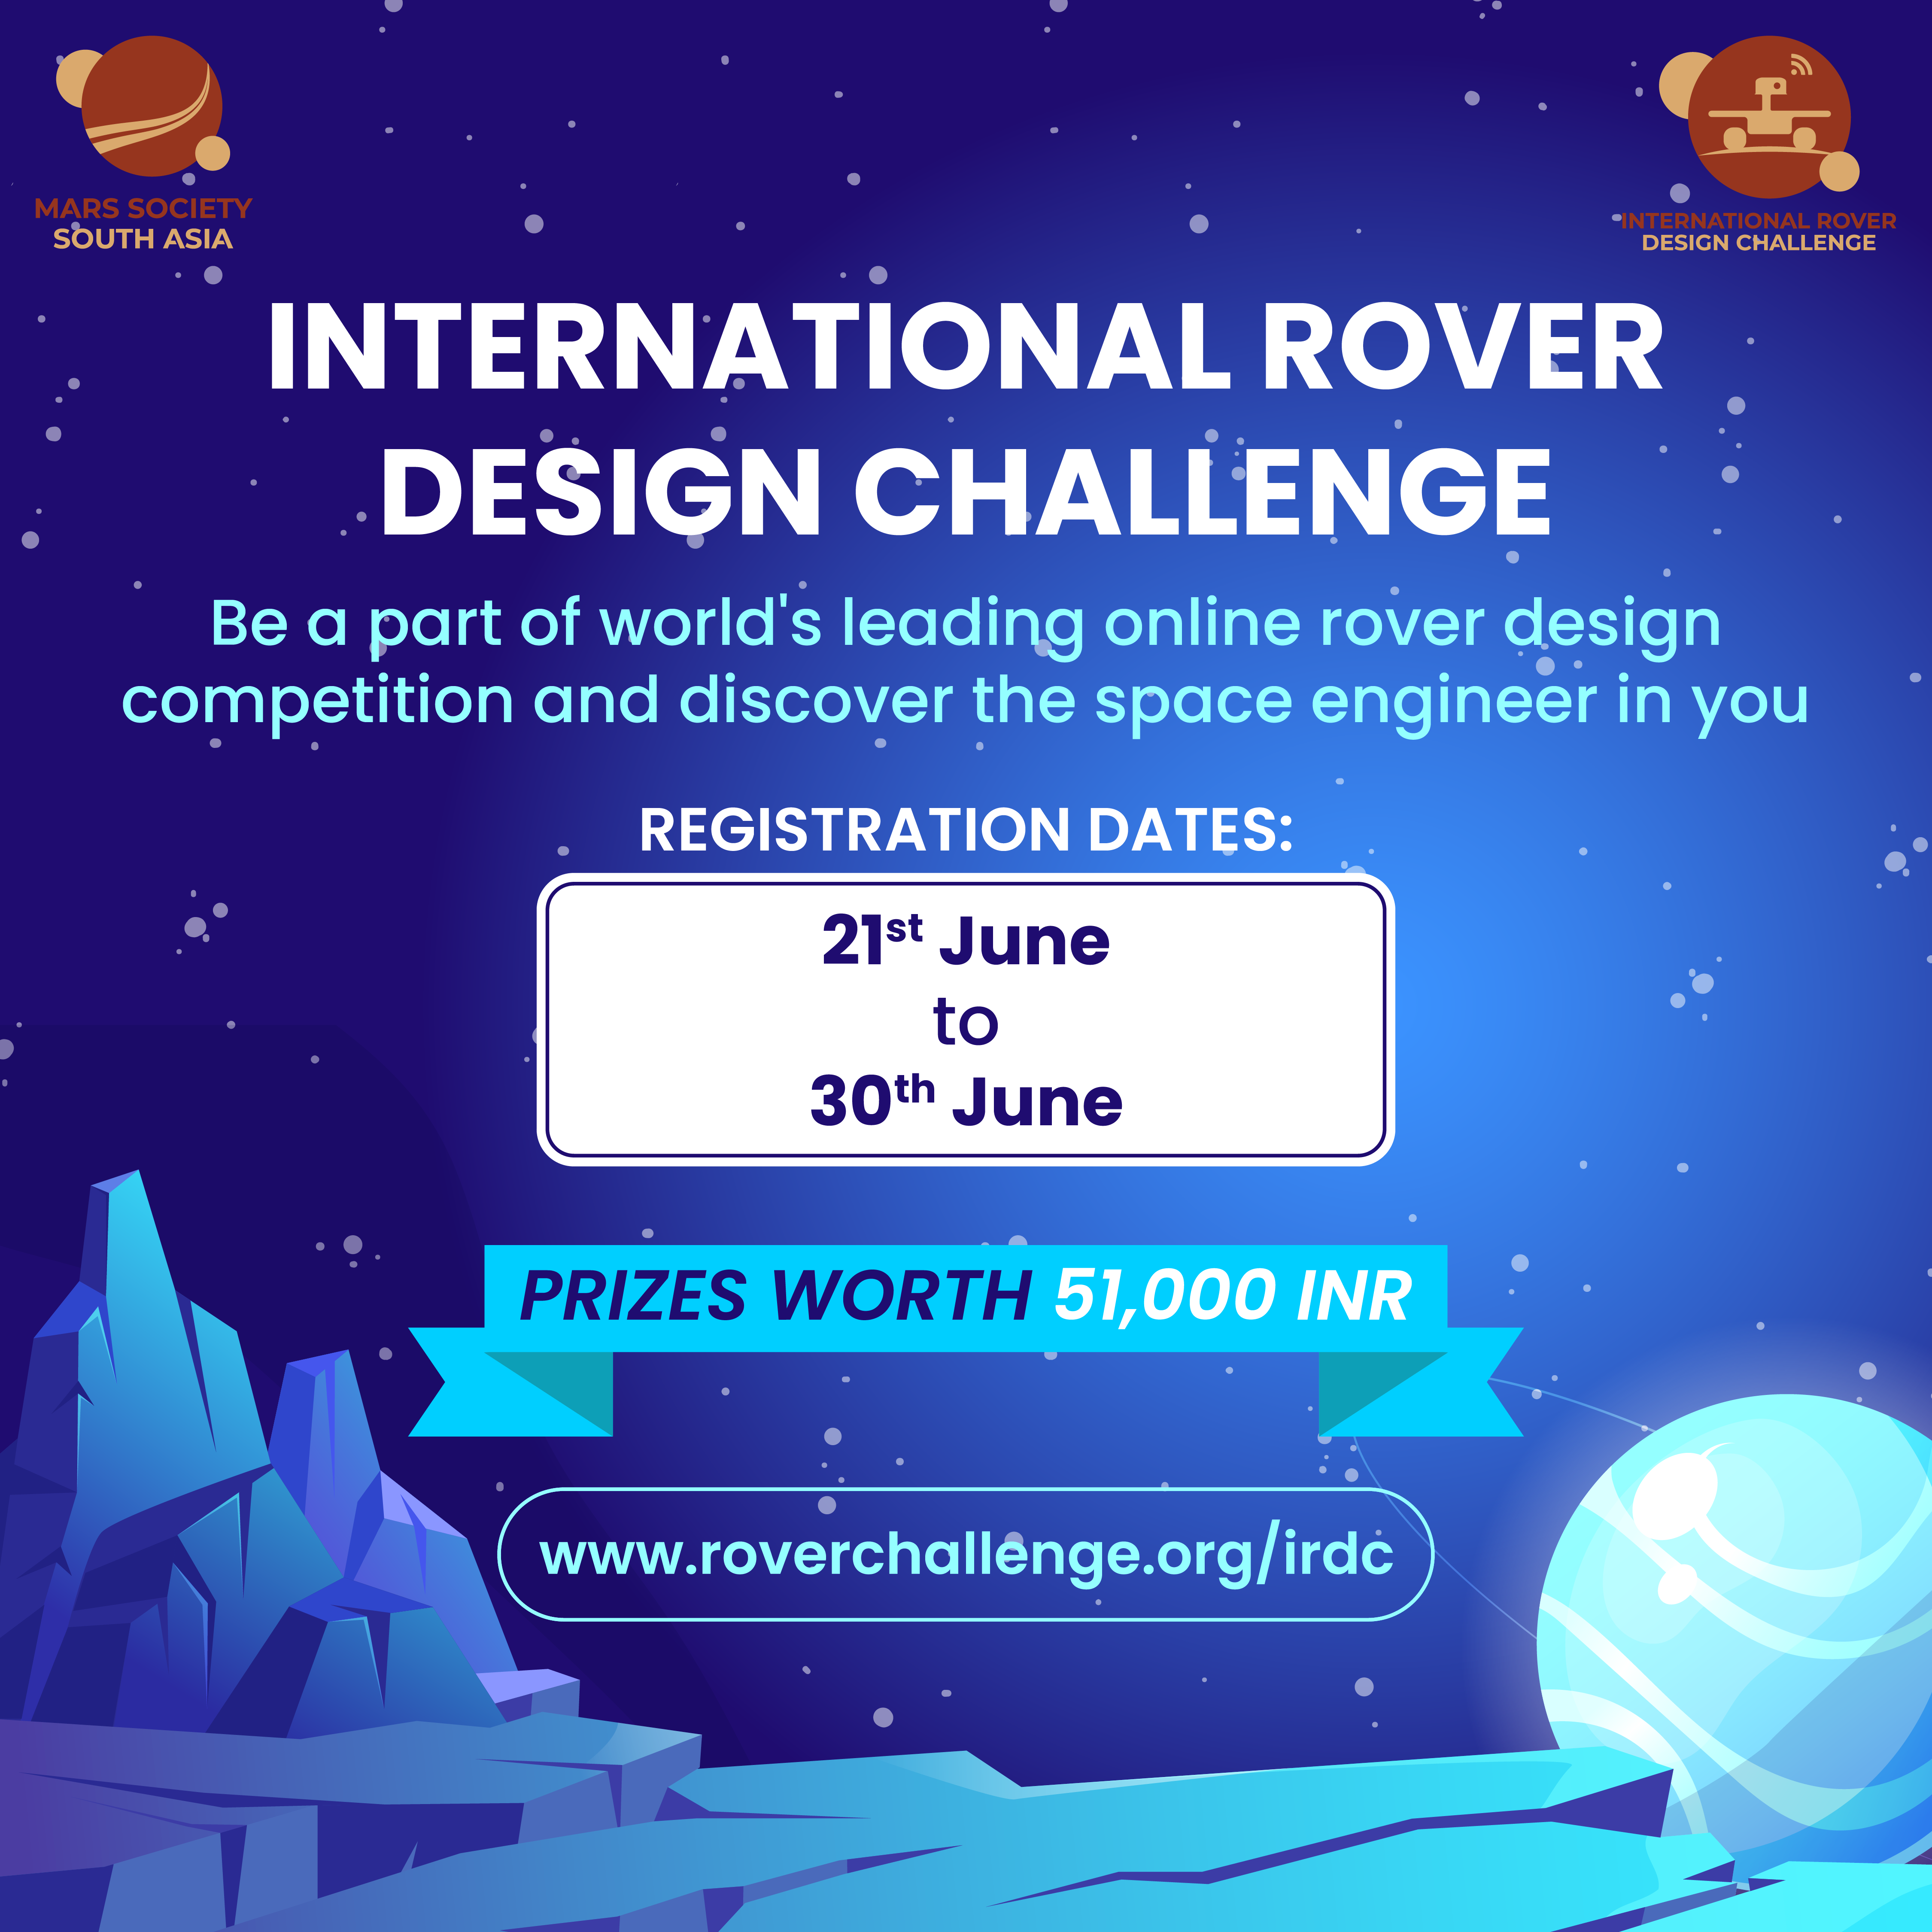 MARS SOCIETY
SOUTH ASIA
INTERNATIONAL ROVER
DESIGN CHALLENGE
INTERNATIONAL ROVER
DESIGN CHALLENGE
Be a part of world's leading online rover design
competition and discover the space engineer in you
REGISTRATION DATES:
21st June
to
30th June
PRIZES WORTH 51,000 INR
www.roverchallenge.org/irdc